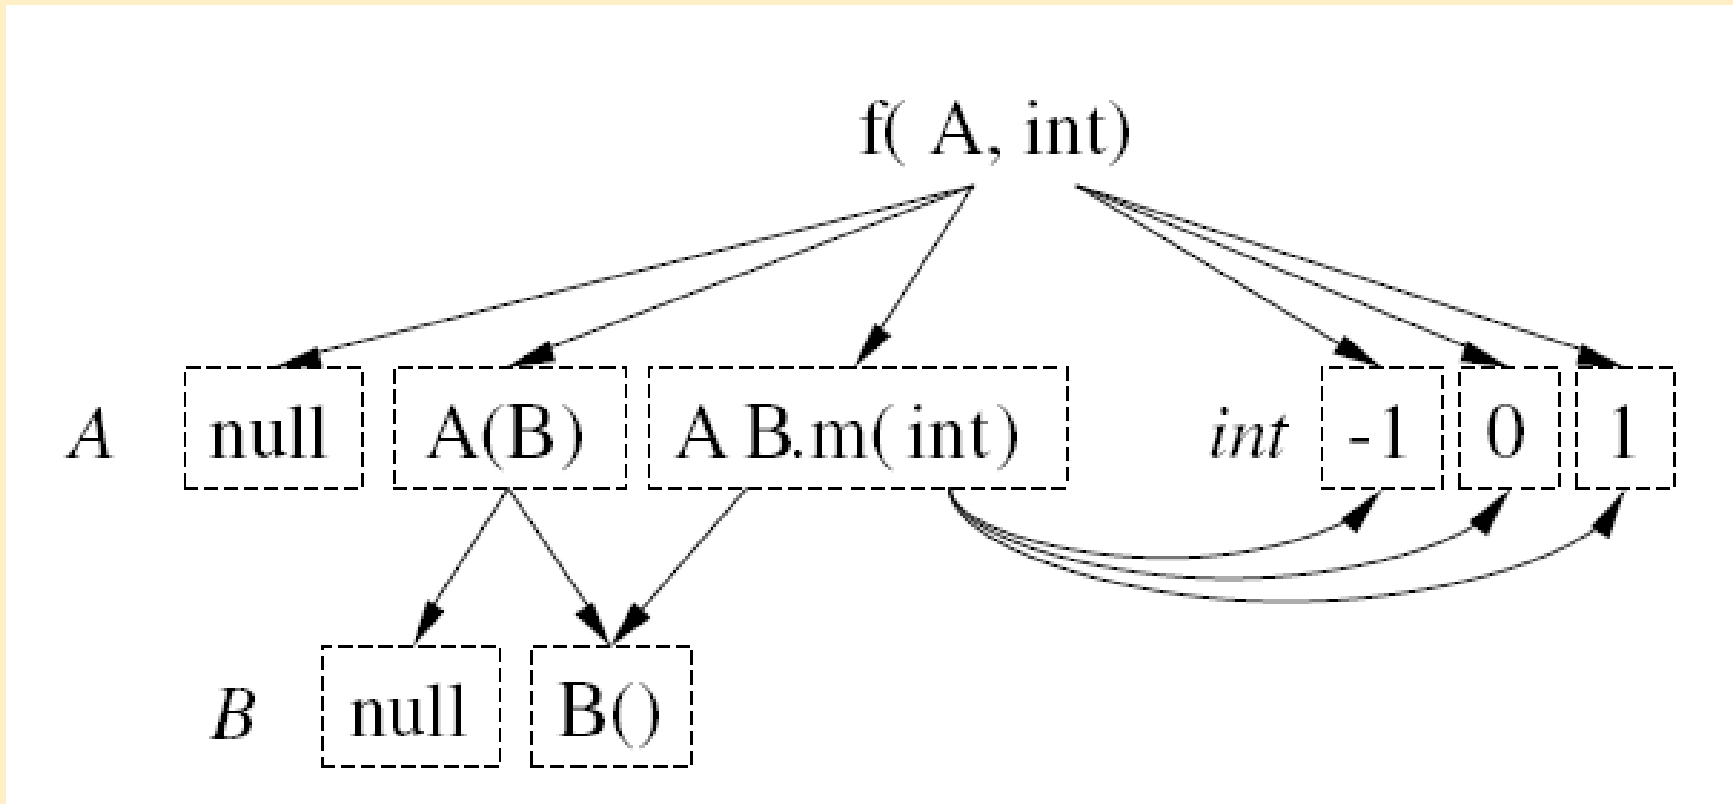 f( A, int)
A null A(B) A B.m( int) int -1 0 1
B null B()